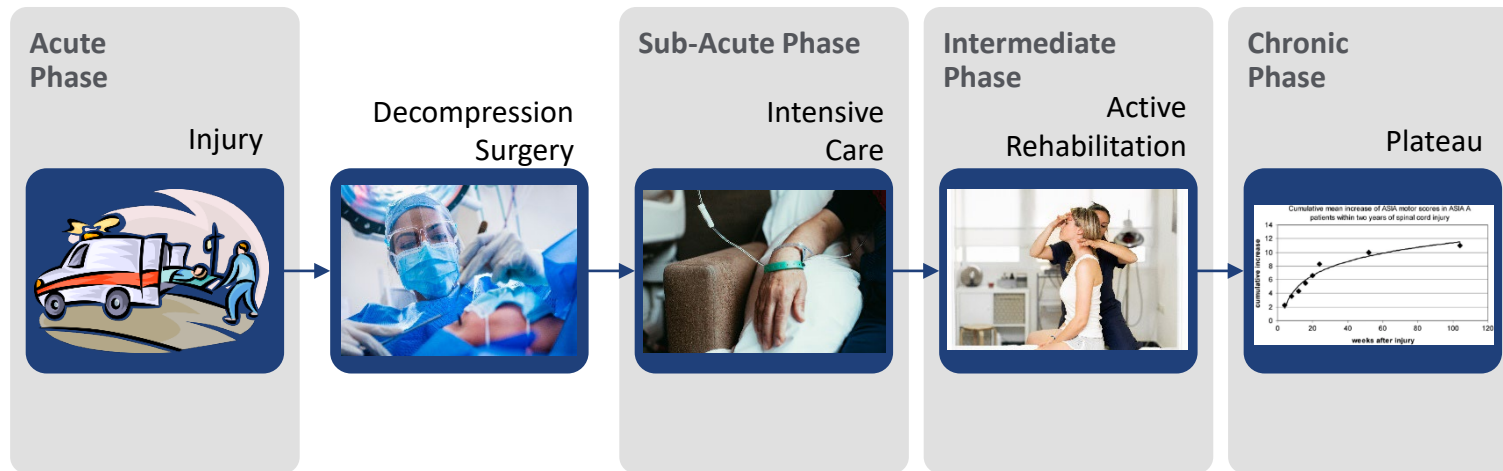 Acute
Phase
Injury
Decompression
Surgery
Sub-Acute Phase
Intensive
Care
Intermediate
Phase
Active
Rehabilitation
Chronic
Phase
Plateau
Cumulative mean increase of ASIA motor scores in ASIA A
patients within two years of spinal cord injury
cumulative increase
14
12
10
8
6
4
2
0
0
20
40
60
80
100
120
weeks after injury